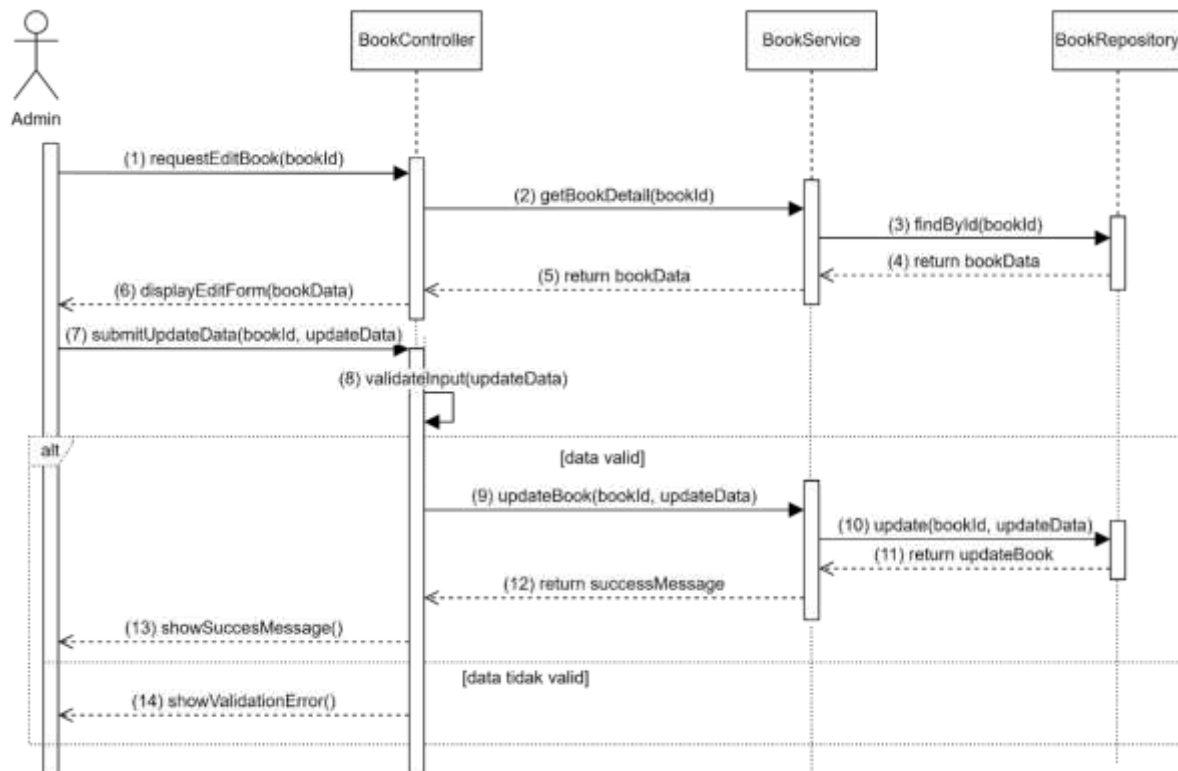 BookController
BookService
BookRepository
Admin
(1) requestEditBook(bookId)
(2) getBookDetail(bookId)
(3) findById(bookId)
(4) return bookData
(5) return bookData
(6) displayEditForm(bookData)
(7) submitUpdateData(bookId, updateData)
(8) validateInput(updateData)
alt
[data valid]
(9) updateBook(bookId, updateData)
(10) update(bookId, updateData)
(11) return updateBook
(12) return successMessage
(13) showSuccesMessage()
[data tidak valid]
(14) showValidationError()